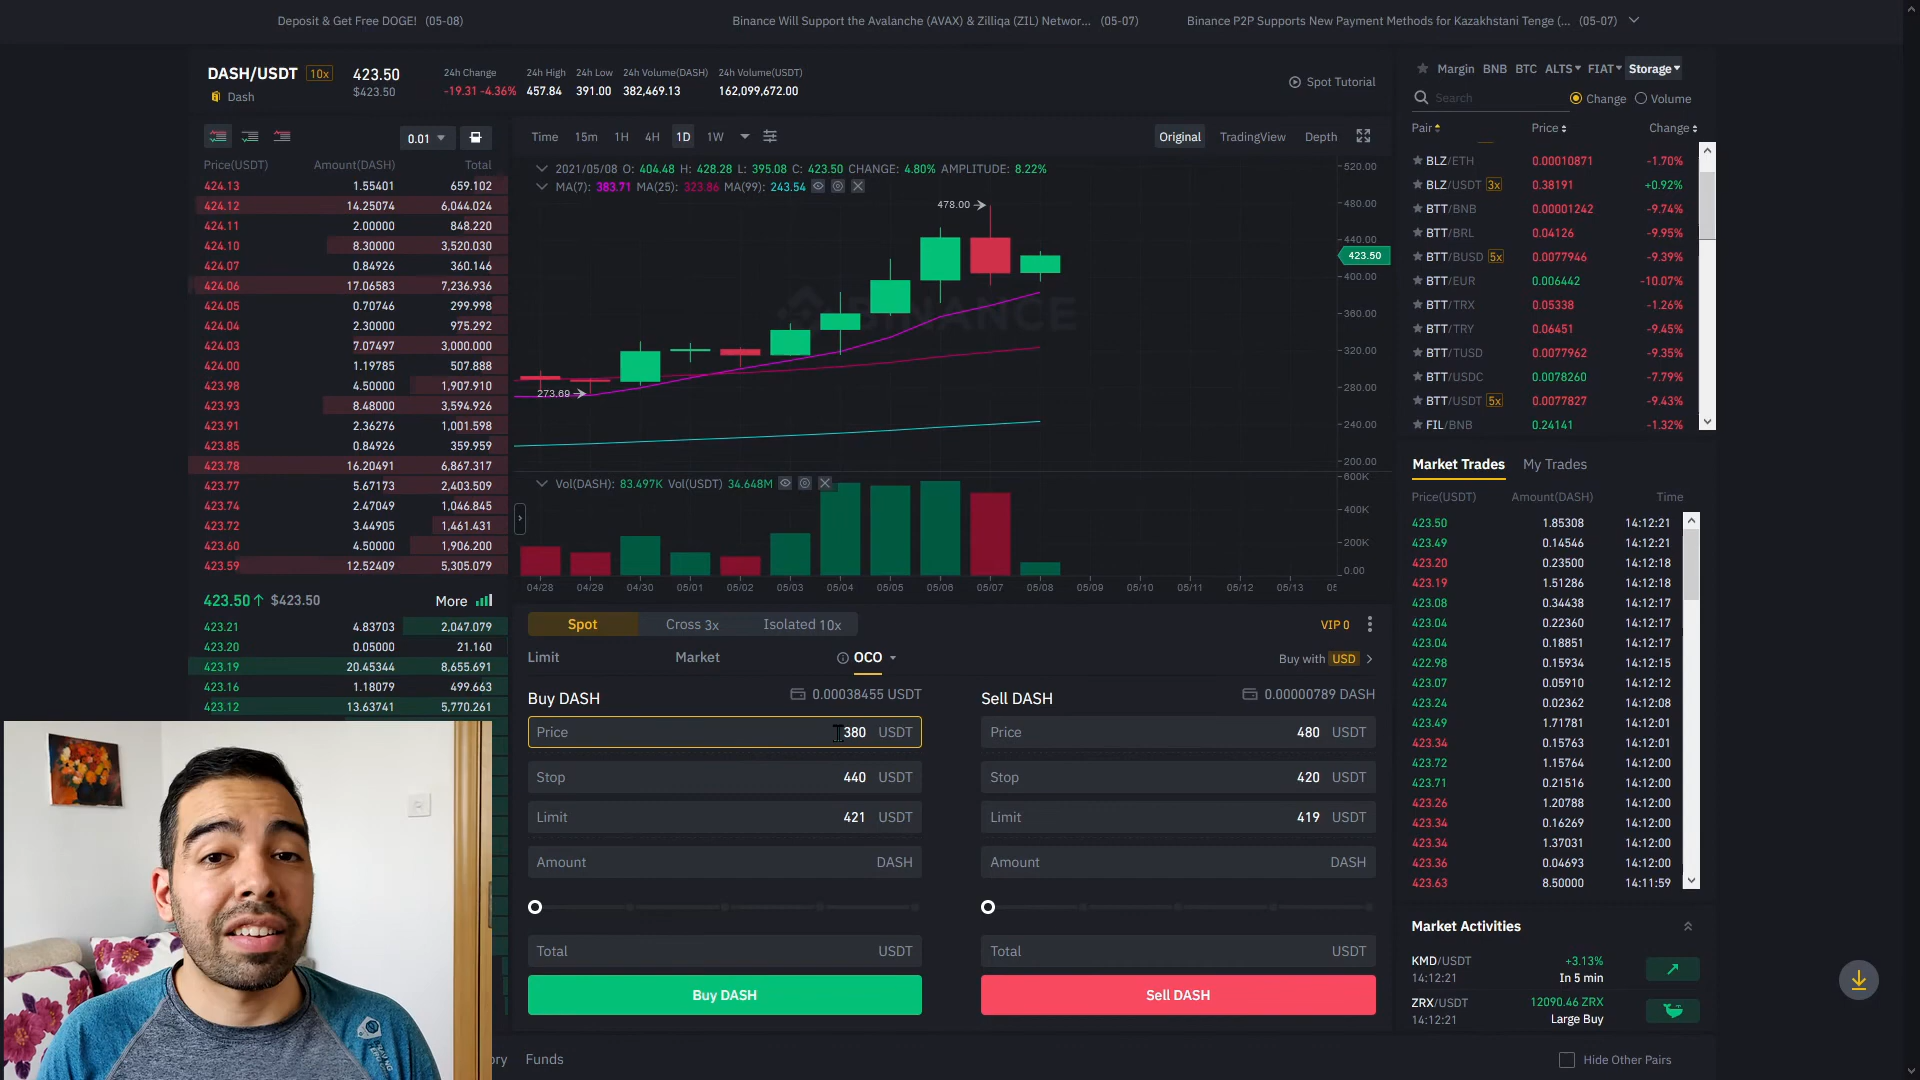 Deposit & Get Free DOGE! (05-08)
Binance Will Support the Avalanche (AVAX) & Zilliqa (ZIL) Networ... (05-07)
Binance P2P Supports New Payment Methods for Kazakhstani Tenge (... (05-07)
DASH/USDT 10x
Dash
423.50
$423.50
24h Change
-19.31 -4.36%
24h High
457.84
24h Low
391.00
24h Volume(DASH)
382,469.13
24h Volume(USDT)
162,099,672.00
Spot Tutorial
0.01
Price(USDT) Amount(DASH) Total
424.13 1.55401 659.102
424.12 14.25074 6,044.024
424.11 2.00000 848.220
424.10 8.30000 3,520.030
424.07 0.84926 360.146
424.06 17.06583 7,236.936
424.05 0.70746 299.998
424.04 2.30000 975.292
424.03 7.07497 3,000.000
424.00 1.19785 507.888
423.98 4.50000 1,907.910
423.93 8.48000 3,594.926
423.91 2.36276 1,001.598
423.85 0.84926 359.959
423.78 16.20491 6,867.317
423.77 5.67173 2,403.509
423.74 2.47049 1,046.845
423.72 3.44905 1,461.431
423.60 4.50000 1,906.200
423.59 12.52409 5,305.079
423.50 $423.50 More
423.21 4.83703 2,047.079
423.20 0.05000 21.160
423.19 20.45344 8,655.691
423.16 1.18079 499.663
423.12 13.63741 5,770.261
Time 15m 1H 4H 1D 1W
Original TradingView Depth
2021/05/08 O: 404.48 H: 428.28 L: 395.08 C: 423.50 CHANGE: 4.80% AMPLITUDE: 8.22%
MA(7): 383.71 MA(25): 323.86 MA(99): 243.54
478.00
273.69
BINANCE
520.00
480.00
440.00
423.50
400.00
360.00
320.00
280.00
240.00
200.00
Vol(DASH): 83.497K Vol(USDT) 34.648M
600K
400K
200K
0.00
04/28 04/29 04/30 05/01 05/02 05/03 05/04 05/05 05/06 05/07 05/08 05/09 05/10 05/11 05/12 05/13 05
Spot Cross 3x Isolated 10x
VIP 0
Limit Market OCO
Buy with USD
Buy DASH 0.00038455 USDT
Price 380 USDT
Stop 440 USDT
Limit 421 USDT
Amount DASH
Total USDT
Buy DASH
Sell DASH 0.00000789 DASH
Price 480 USDT
Stop 420 USDT
Limit 419 USDT
Amount DASH
Total USDT
Sell DASH
ory Funds
Hide Other Pairs
Margin BNB BTC ALTS FIAT Storage
Search
Change Volume
Pair Price Change
BLZ/ETH 0.00010871 -1.70%
BLZ/USDT 3x 0.38191 +0.92%
BTT/BNB 0.00001242 -9.74%
BTT/BRL 0.04126 -9.95%
BTT/BUSD 5x 0.0077946 -9.39%
BTT/EUR 0.006442 -10.07%
BTT/TRX 0.05338 -1.26%
BTT/TRY 0.06451 -9.45%
BTT/TUSD 0.0077962 -9.35%
BTT/USDC 0.0078260 -7.79%
BTT/USDT 5x 0.0077827 -9.43%
FIL/BNB 0.24141 -1.32%
Market Trades My Trades
Price(USDT) Amount(DASH) Time
423.50 1.85308 14:12:21
423.49 0.14546 14:12:21
423.20 0.23500 14:12:18
423.19 1.51286 14:12:18
423.08 0.34438 14:12:17
423.04 0.22360 14:12:17
423.04 0.18851 14:12:17
422.98 0.15934 14:12:15
423.07 0.05910 14:12:12
423.24 0.02362 14:12:08
423.49 1.71781 14:12:01
423.34 0.15763 14:12:01
423.72 1.15764 14:12:00
423.71 0.21516 14:12:00
423.26 1.20788 14:12:00
423.34 0.16269 14:12:00
423.34 1.37031 14:12:00
423.36 0.04693 14:12:00
423.63 8.50000 14:11:59
Market Activities
KMD/USDT +3.13%
14:12:21 In 5 min
ZRX/USDT 12090.46 ZRX
14:12:21 Large Buy